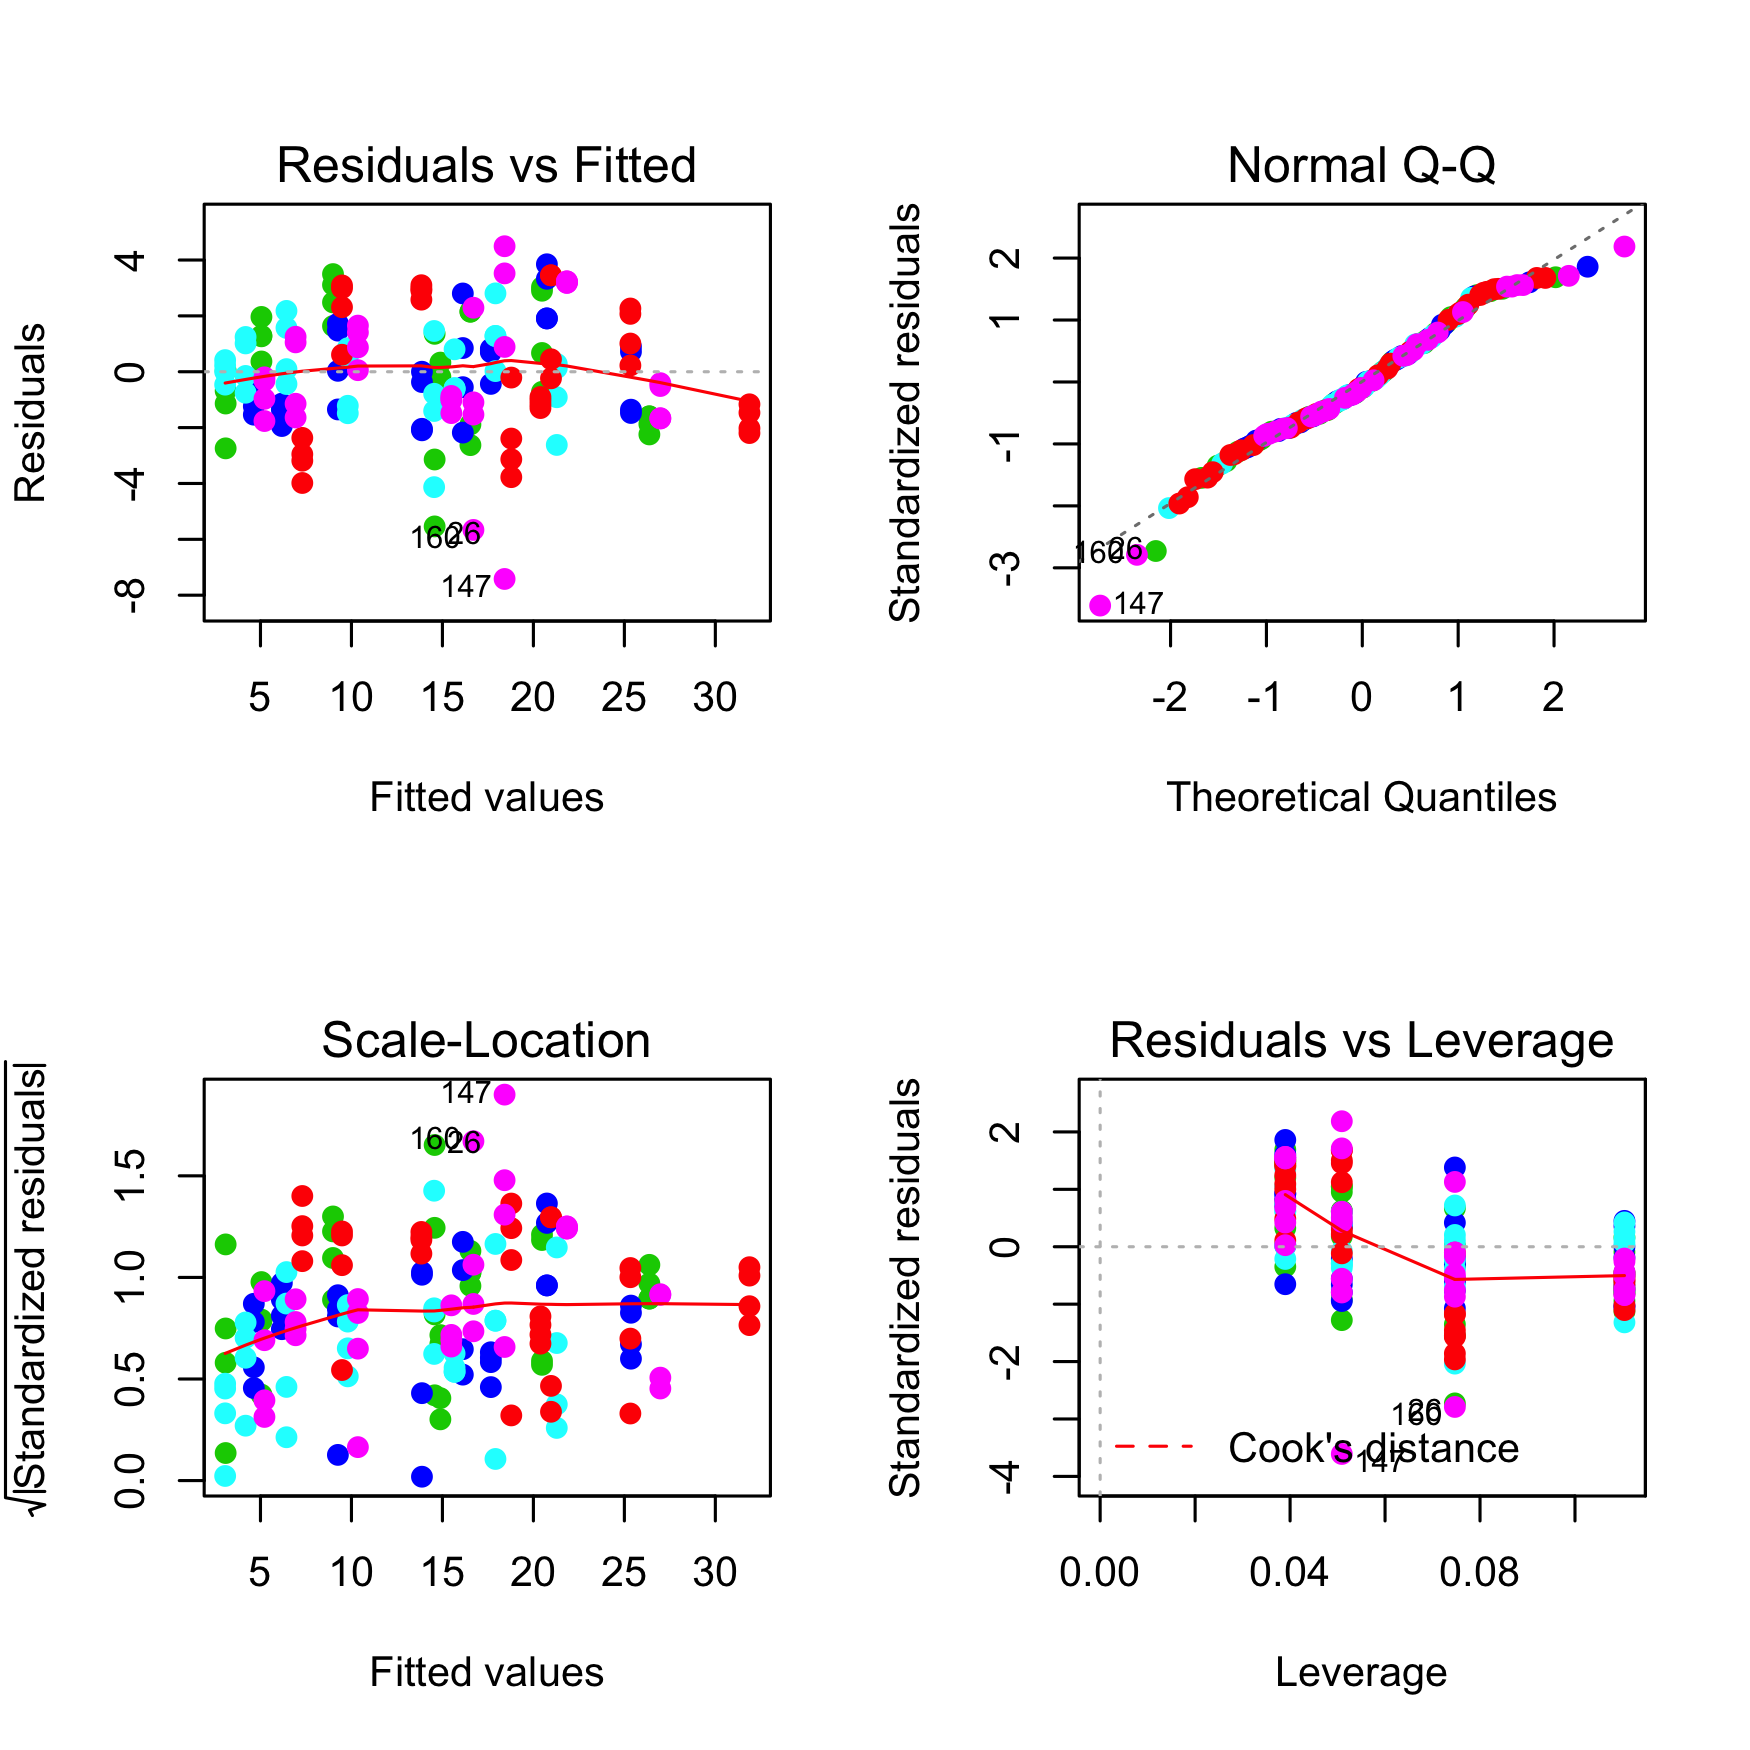 Residuals vs Fitted
Residuals
4
0
-4
-8
160
26
147
5 10 15 20 25 30
Fitted values
Normal Q-Q
Standardized residuals
2
1
-1
-3
160
26
147
-2 -1 0 1 2
Theoretical Quantiles
Scale-Location
√|Standardized residuals|
1.5
1.0
0.5
0.0
147
160
26
5 10 15 20 25 30
Fitted values
Residuals vs Leverage
Standardized residuals
2
0
-2
-4
26
160
147
Cook's distance
0.00 0.04 0.08
Leverage